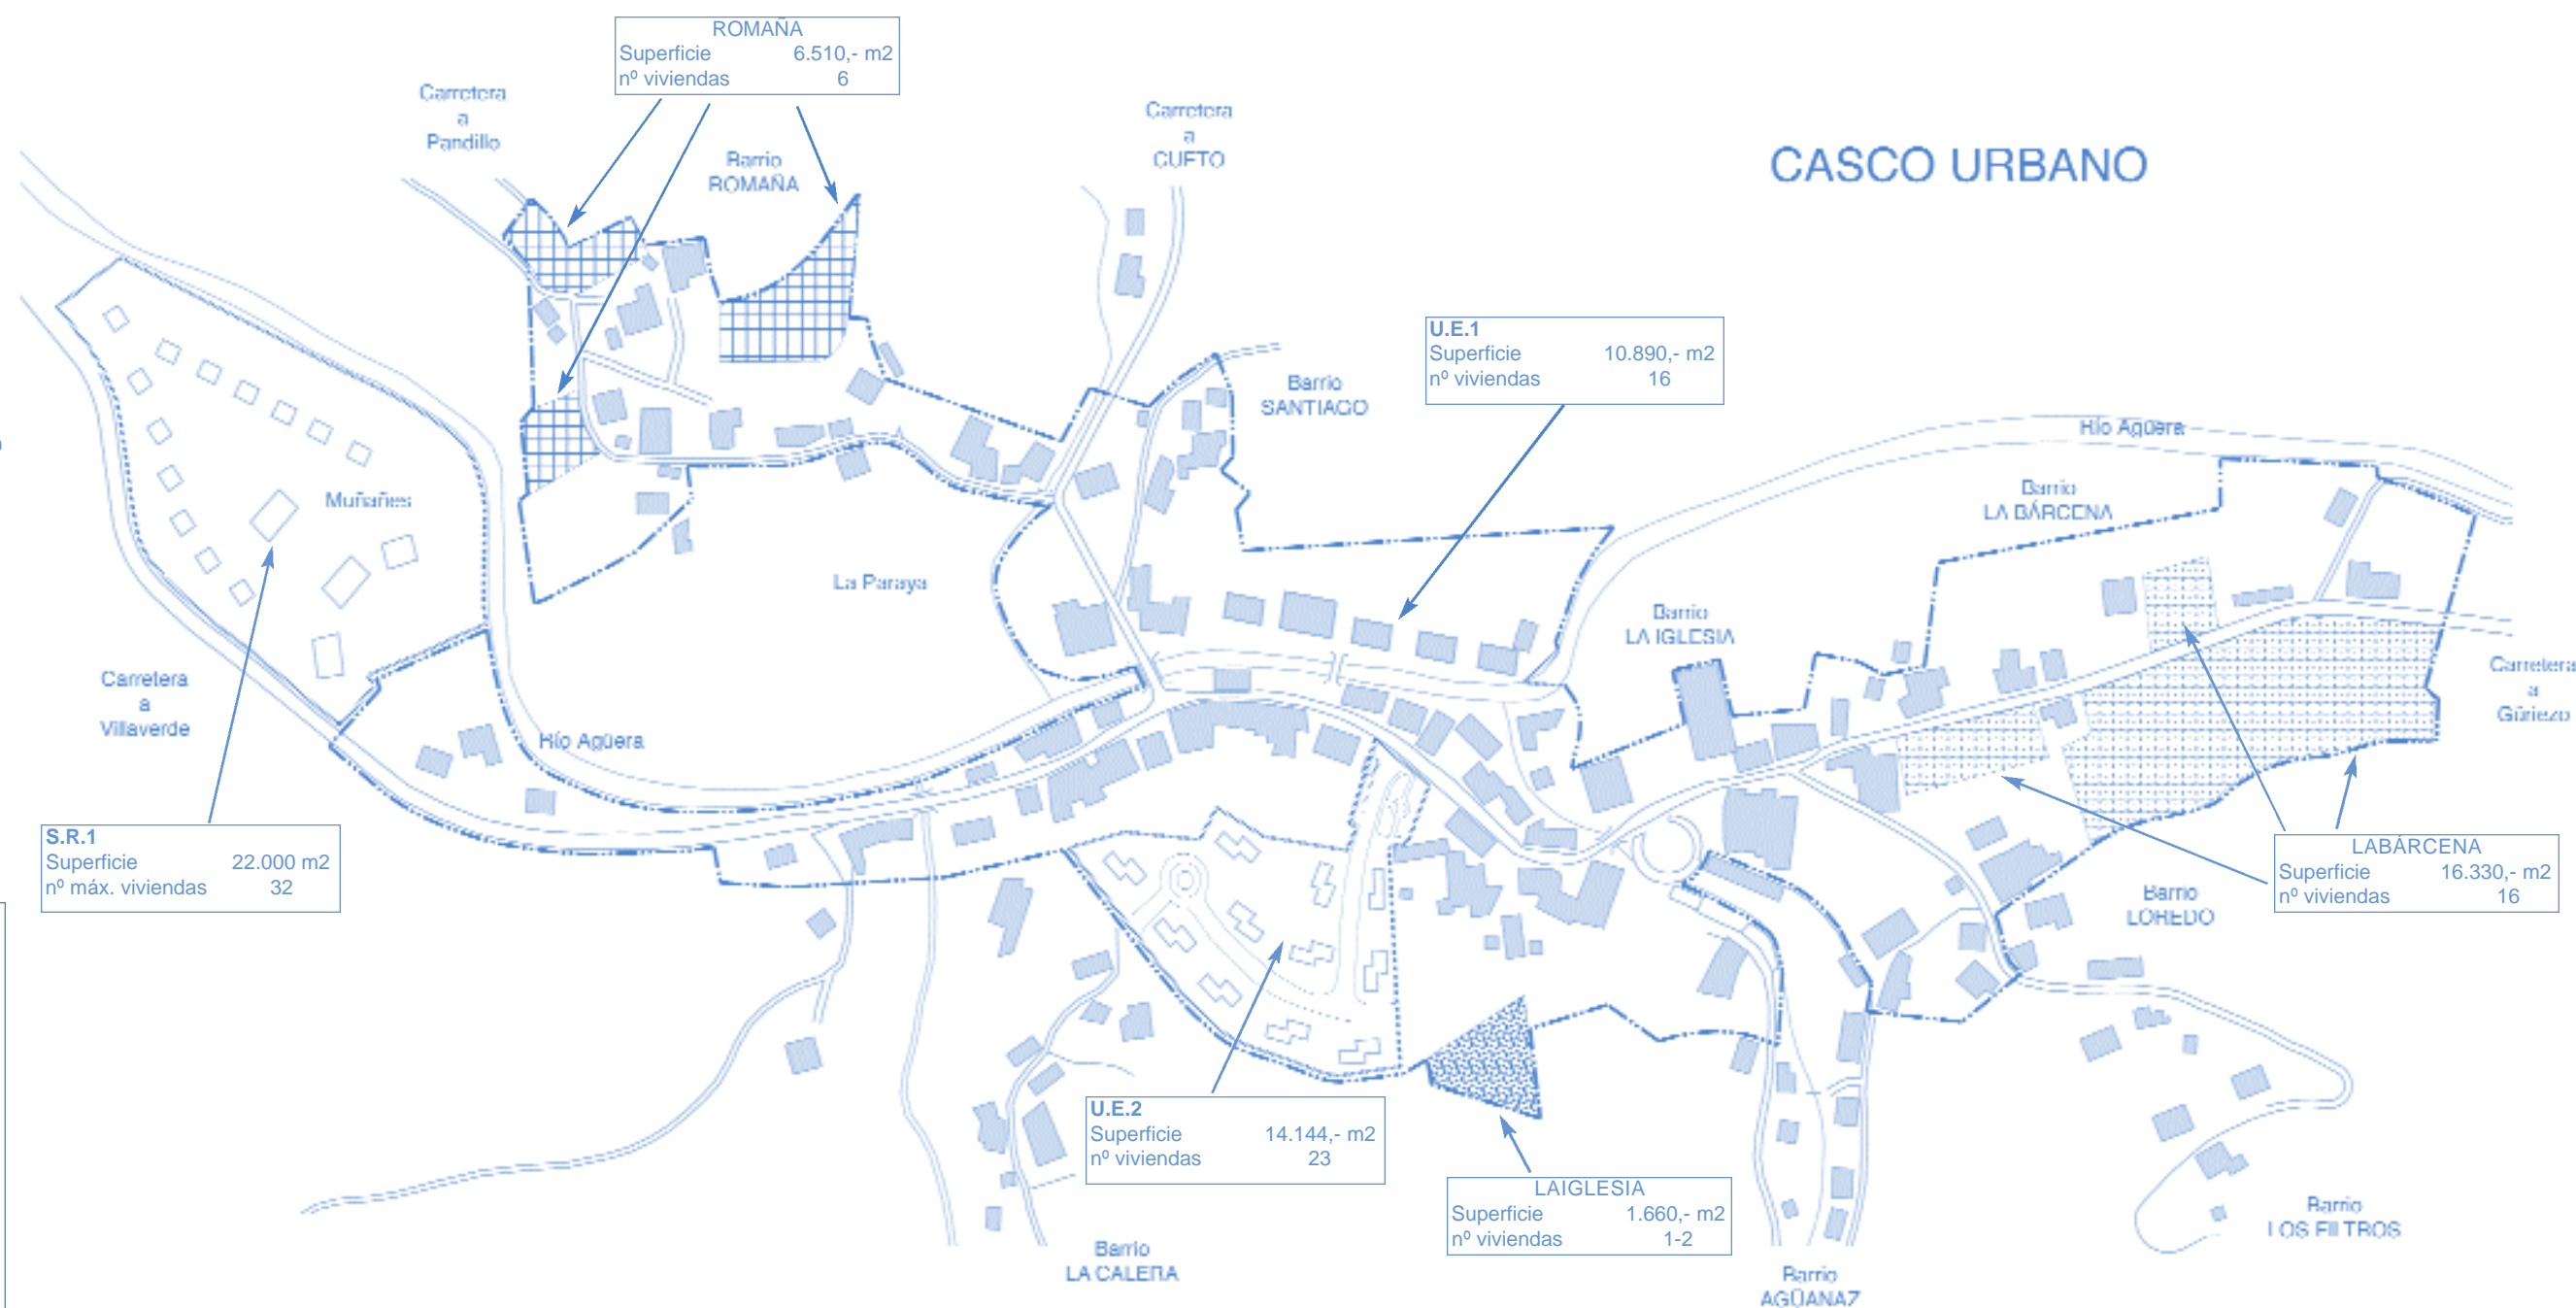 ROMAÑA
Superficie 6.510,- m2
nº viviendas 6
Carretera
a
Pandillo
Barrio
ROMAÑA
Carretera
a
CUETO
CASCO URBANO
U.E.1
Superficie 10.890,- m2
nº viviendas 16
Barrio
SANTIAGO
Río Agüera
Barrio
LA BÁRCENA
Muñañes
La Paraya
Barrio
LA IGLESIA
Carretera
a
Villaverde
Río Agüera
Carretera
a
Güriezo
S.R.1
Superficie 22.000 m2
nº máx. viviendas 32
LABÁRCENA
Superficie 16.330,- m2
nº viviendas 16
Barrio
LOREDO
U.E.2
Superficie 14.144,- m2
nº viviendas 23
LAIGLESIA
Superficie 1.660,- m2
nº viviendas 1-2
Barrio
LOS FILTROS
Barrio
LA CALERA
Barrio
AGÜANAZ